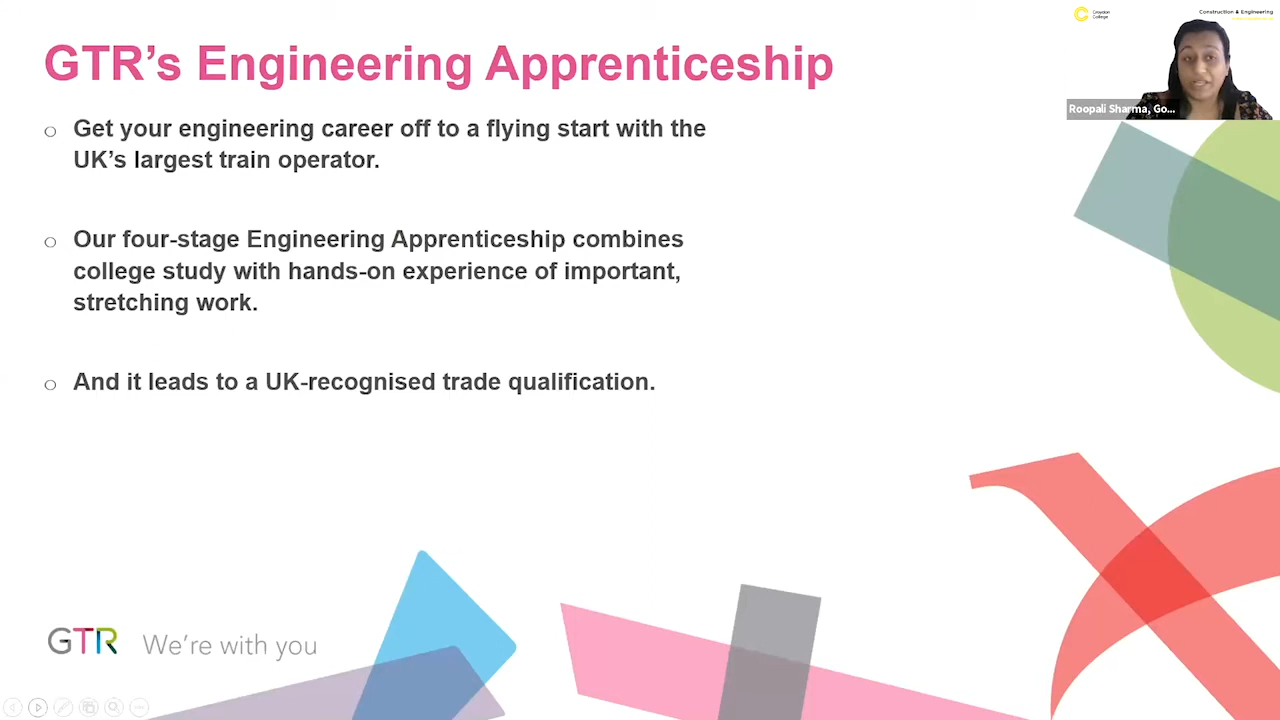 Croydon
College
Construction & Engineering
GTR’s Engineering Apprenticeship
Roopali Sharma, Go...
o Get your engineering career off to a flying start with the
UK’s largest train operator.
o Our four-stage Engineering Apprenticeship combines
college study with hands-on experience of important,
stretching work.
o And it leads to a UK-recognised trade qualification.
GTR We’re with you